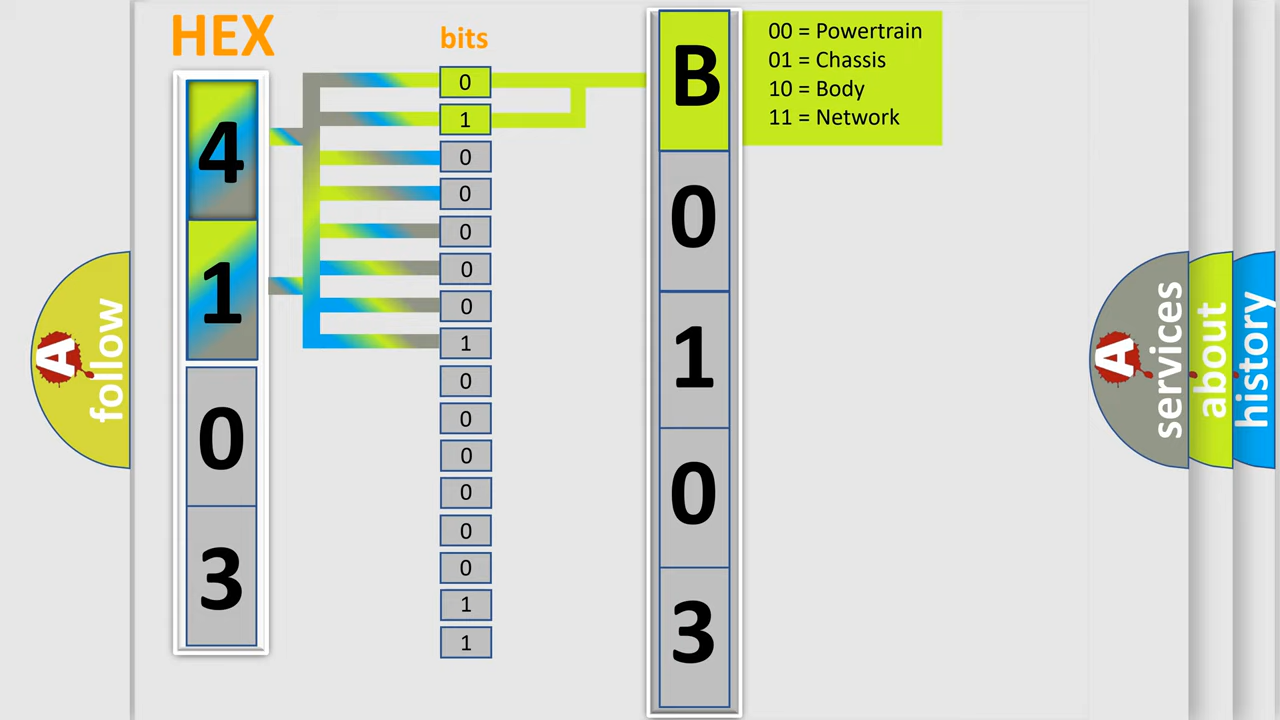 HEX
4
1
0
3
bits
0
1
0
0
0
0
0
1
0
0
0
0
0
0
1
1
B
0
1
0
3
00 = Powertrain
01 = Chassis
10 = Body
11 = Network
A
follow
A
services
about
history